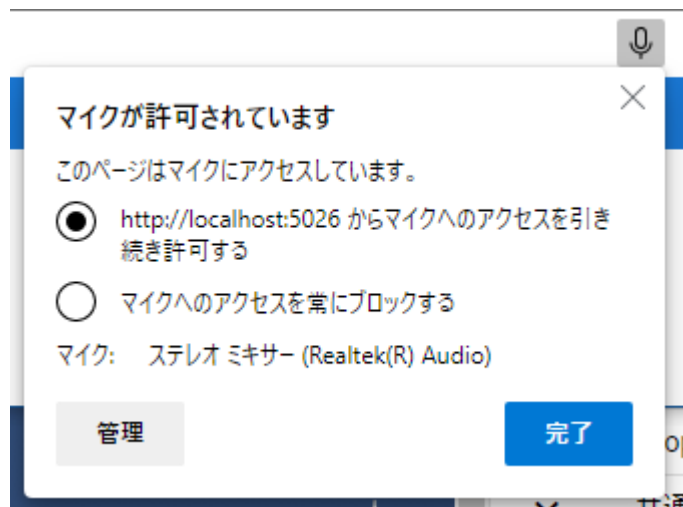 マイクが許可されています
このページはマイクにアクセスしています。
http://localhost:5026 からマイクへのアクセスを引き
続き許可する
マイクへのアクセスを常にブロックする
マイク: ステレオ ミキサー (Realtek(R) Audio)
管理
完了